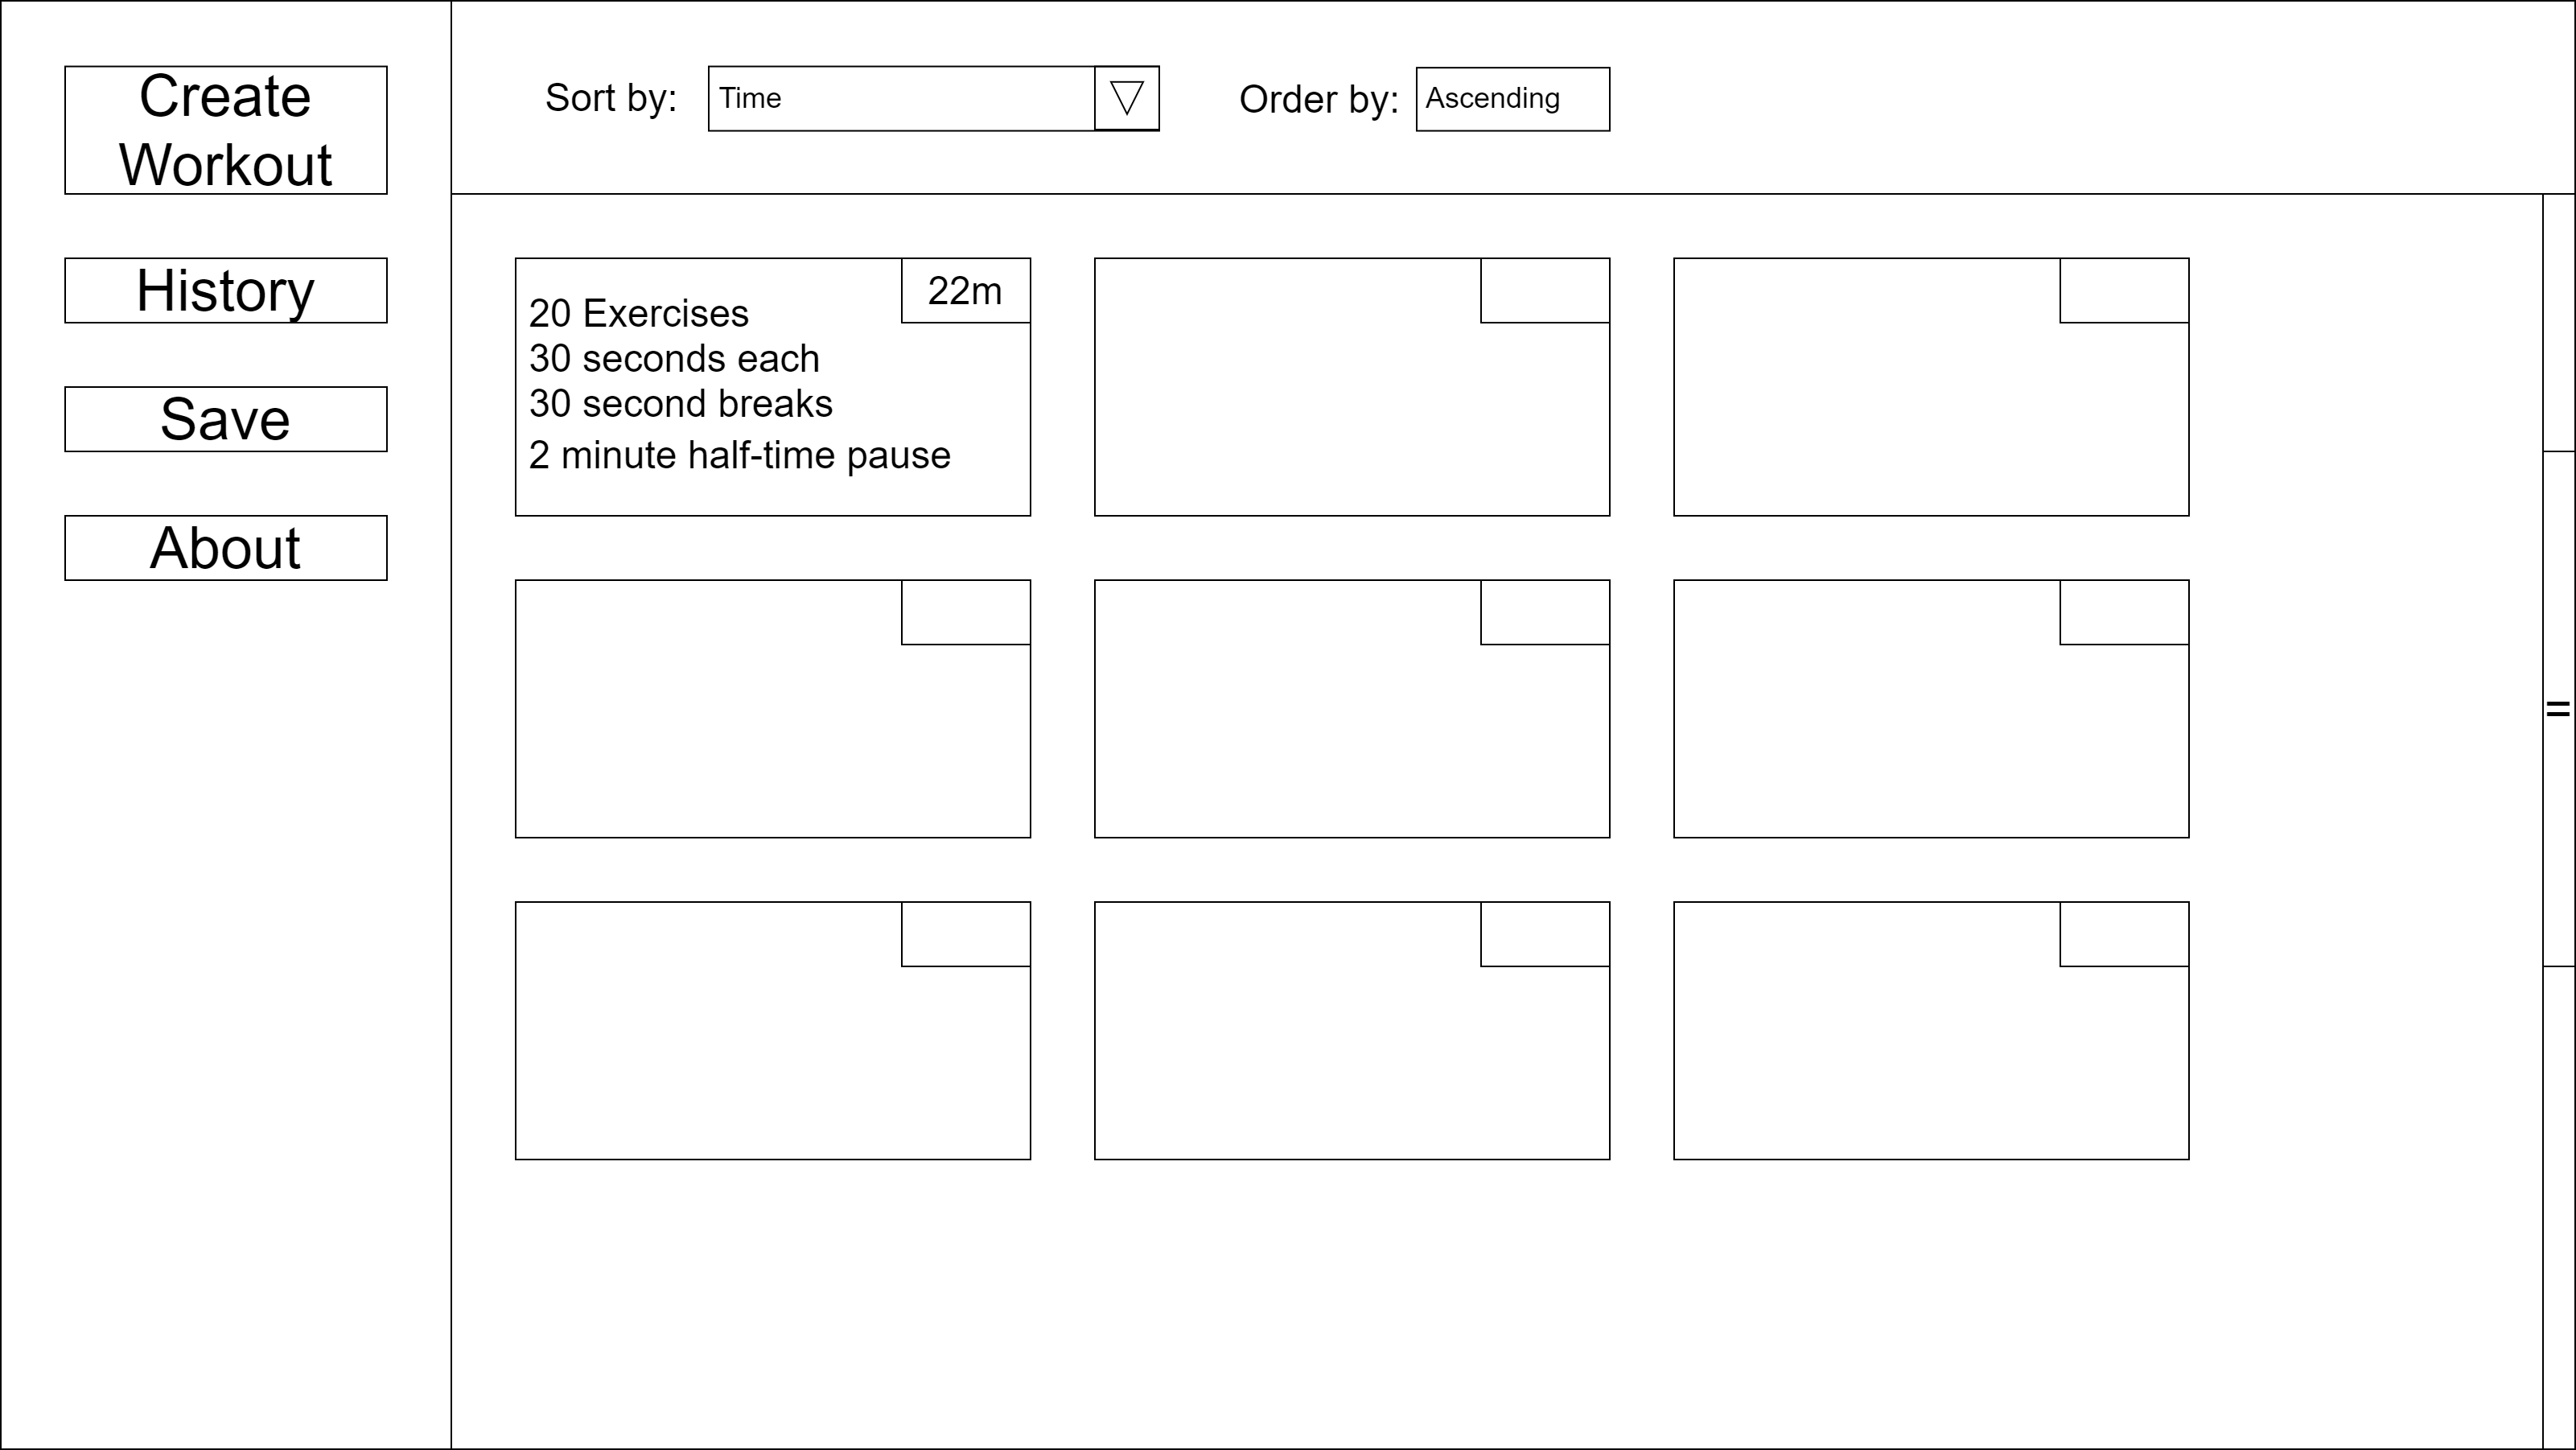 Create
Workout
History
Save
About
Sort by:
Time
Order by:
Ascending
20 Exercises
30 seconds each
30 second breaks
2 minute half-time pause
22m
=